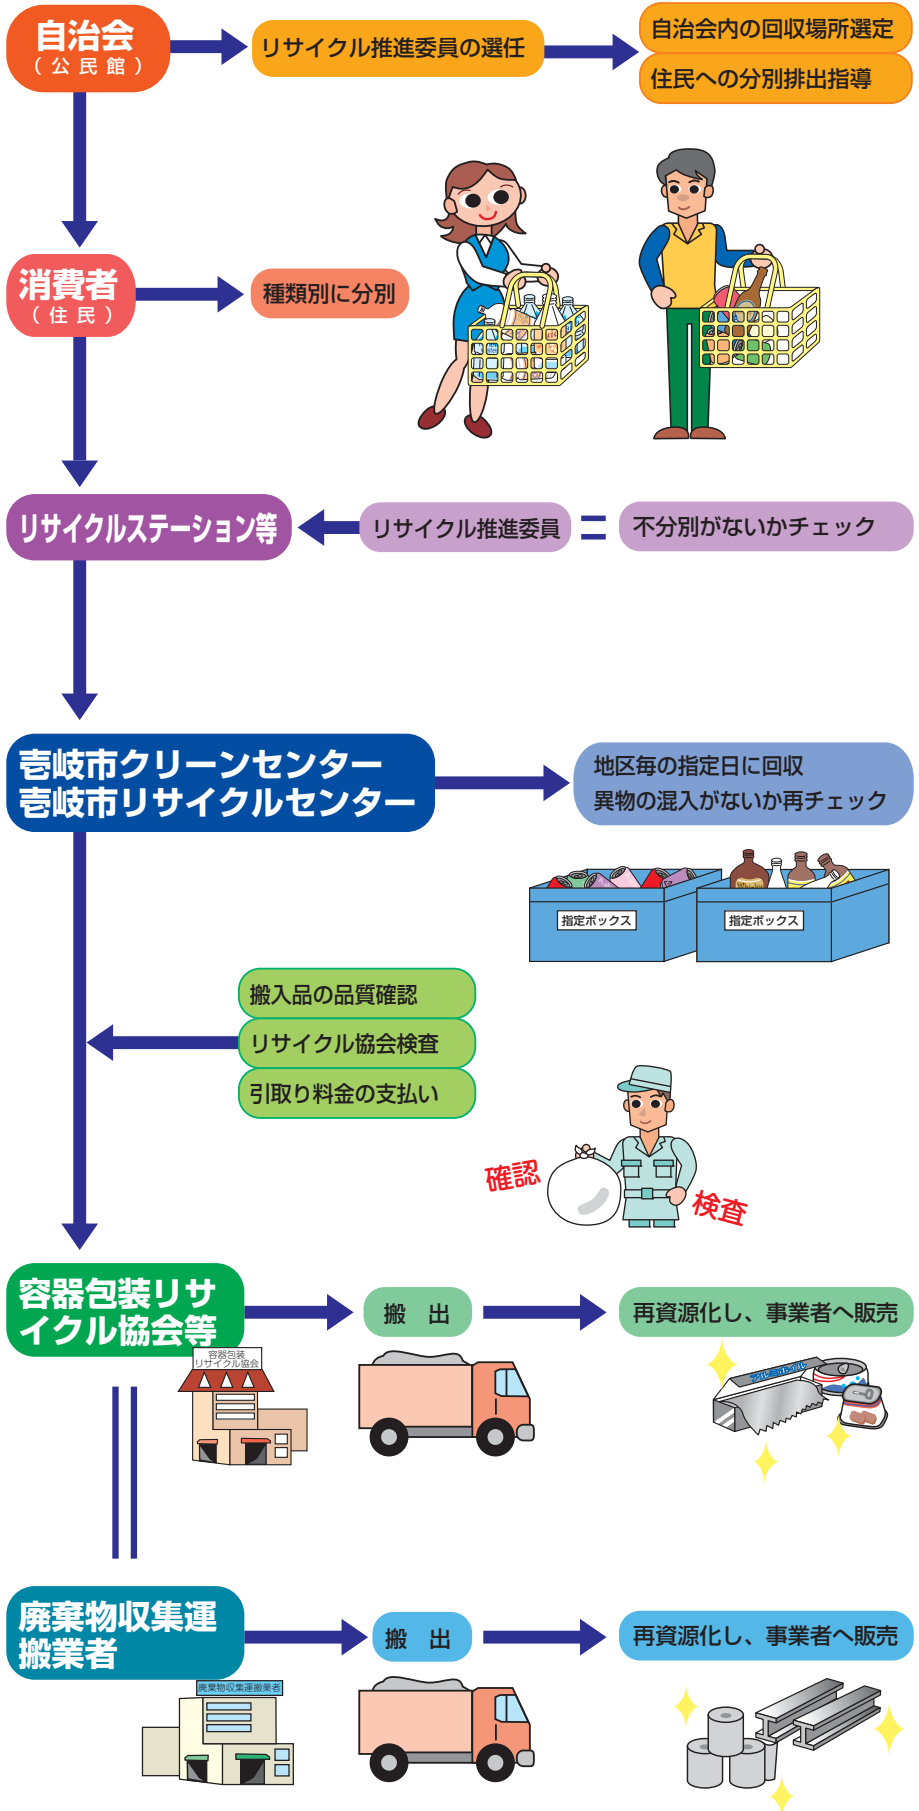 自治会
（公民館）
リサイクル推進委員の選任
自治会内の回収場所選定
住民への分別排出指導
消費者
（住民）
種類別に分別
リサイクルステーション等
リサイクル推進委員
＝
不分別がないかチェック
壱岐市クリーンセンター
壱岐市リサイクルセンター
地区毎の指定日に回収
異物の混入がないか再チェック
指定ボックス
指定ボックス
搬入品の品質確認
リサイクル協会検査
引取り料金の支払い
確認
検査
容器包装リサ
イクル協会等
搬　出
再資源化し、事業者へ販売
容器包装
リサイクル協会
アルミホイル
廃棄物収集運
搬業者
搬　出
再資源化し、事業者へ販売
廃棄物収集運搬業者